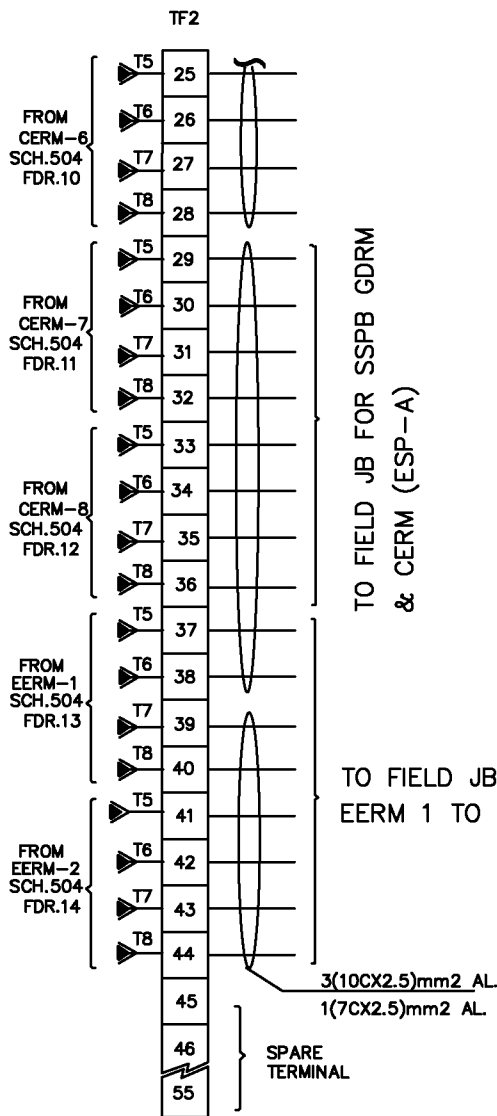 TF2
FROM
CERM-6
SCH.504
FDR.10
T5
25
T6
26
T7
27
T8
28
FROM
CERM-7
SCH.504
FDR.11
T5
29
T6
30
T7
31
T8
32
FROM
CERM-8
SCH.504
FDR.12
T5
33
T6
34
T7
35
T8
36
TO FIELD JB FOR SSPB GDRM
& CERM (ESP-A)
FROM
EERM-1
SCH.504
FDR.13
T5
37
T6
38
T7
39
T8
40
FROM
EERM-2
SCH.504
FDR.14
T5
41
T6
42
T7
43
T8
44
TO FIELD JB
EERM 1 TO
3(10CX2.5)mm2 AL.
1(7CX2.5)mm2 AL.
45
46
55
SPARE
TERMINAL